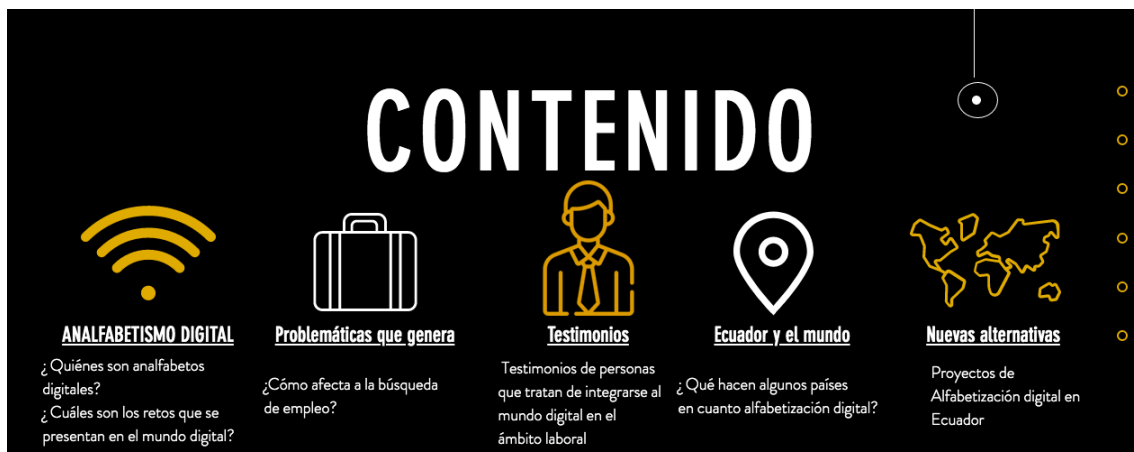 CONTENIDO
ANALFABETISMO DIGITAL
¿ Quiénes son analfabetos
digitales?
¿ Cuáles son los retos que se
presentan en el mundo digital?
Problemáticas que genera
¿Cómo afecta a la búsqueda
de empleo?
Testimonios
Testimonios de personas
que tratan de integrarse al
mundo digital en el
ámbito laboral
Ecuador y el mundo
¿ Qué hacen algunos países
en cuanto alfabetización digital?
Nuevas alternativas
Proyectos de
Alfabetización digital en
Ecuador